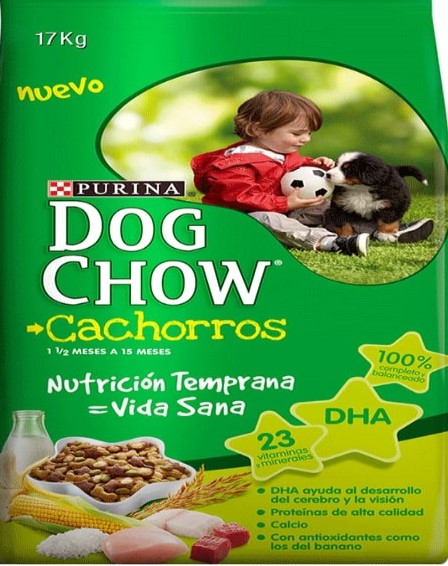 17Kg
nuevo
PURINA
DOG
CHOW®
Cachorros
1 ½ MESES A 15 MESES
Nutrición Temprana
= Vida Sana
100%
completo y
balanceado
DHA
23
vitaminas
y minerales
• DHA ayuda al desarrollo
del cerebro y la visión
• Proteínas de alta calidad
• Calcio
• Con antioxidantes como
los del banano